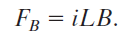 F_B = iLB.